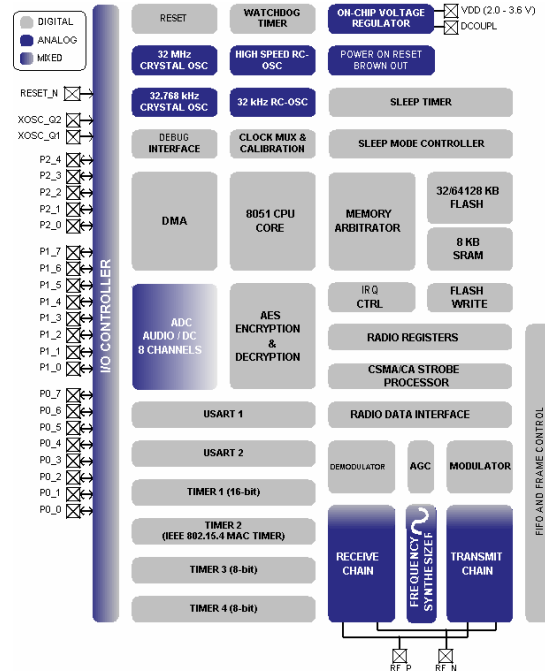 DIGITAL
ANALOG
MIXED
RESET
WATCHDOG
TIMER
ON-CHIP VOLTAGE
REGULATOR
VDD (2.0 - 3.6 V)
DCOUPL
32 MHz
CRYSTAL OSC
HIGH SPEED RC-
OSC
POWER ON RESET
BROWN OUT
32.768 kHz
CRYSTAL OSC
32 kHz RC-OSC
SLEEP TIMER
DEBUG
INTERFACE
CLOCK MUX &
CALIBRATION
SLEEP MODE CONTROLLER
RESET_N
XOSC_Q2
XOSC_Q1
P2_4
P2_3
P2_2
P2_1
P2_0
P1_7
P1_6
P1_5
P1_4
P1_3
P1_2
P1_1
P1_0
P0_7
P0_6
P0_5
P0_4
P0_3
P0_2
P0_1
P0_0
I/O CONTROLLER
DMA
8051 CPU
CORE
MEMORY
ARBITRATOR
32/64128 KB
FLASH
8 KB
SRAM
IRQ
CTRL
FLASH
WRITE
ADC
AUDIO / DC
8 CHANNELS
AES
ENCRYPTION
&
DECRYPTION
RADIO REGISTERS
CSMA/CA STROBE
PROCESSOR
USART 1
RADIO DATA INTERFACE
USART 2
DEMODULATOR
AGC
MODULATOR
TIMER 1 (16-bit)
TIMER 2
(IEEE 802.15.4 MAC TIMER)
TIMER 3 (8-bit)
TIMER 4 (8-bit)
RECEIVE
CHAIN
FREQUENCY
SYNTHESIZER
TRANSMIT
CHAIN
FIFO AND FRAME CONTROL
RF_P
RF_N